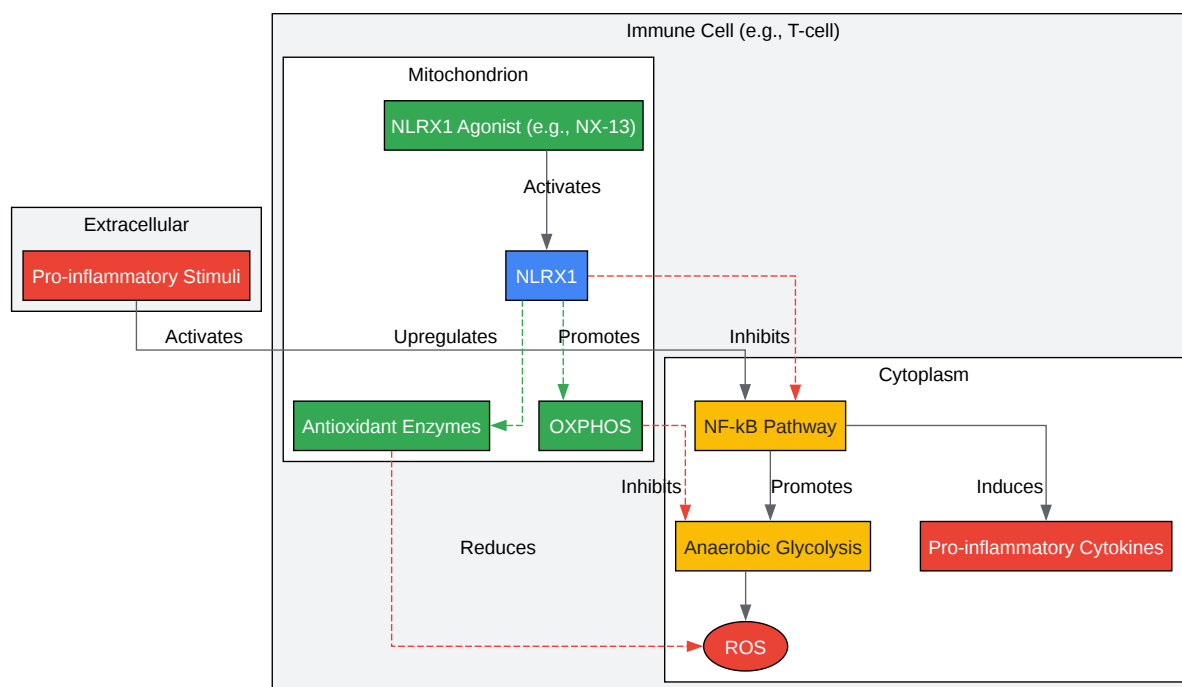 Immune Cell (e.g., T-cell)
Mitochondrion
NLRX1 Agonist (e.g., NX-13)
Activates
Extracellular
Pro-inflammatory Stimuli
NLRX1
Activates
Upregulates
Promotes
Inhibits
Cytoplasm
Antioxidant Enzymes
OXPHOS
NF-kB Pathway
Inhibits
Promotes
Induces
Reduces
Anaerobic Glycolysis
Pro-inflammatory Cytokines
ROS